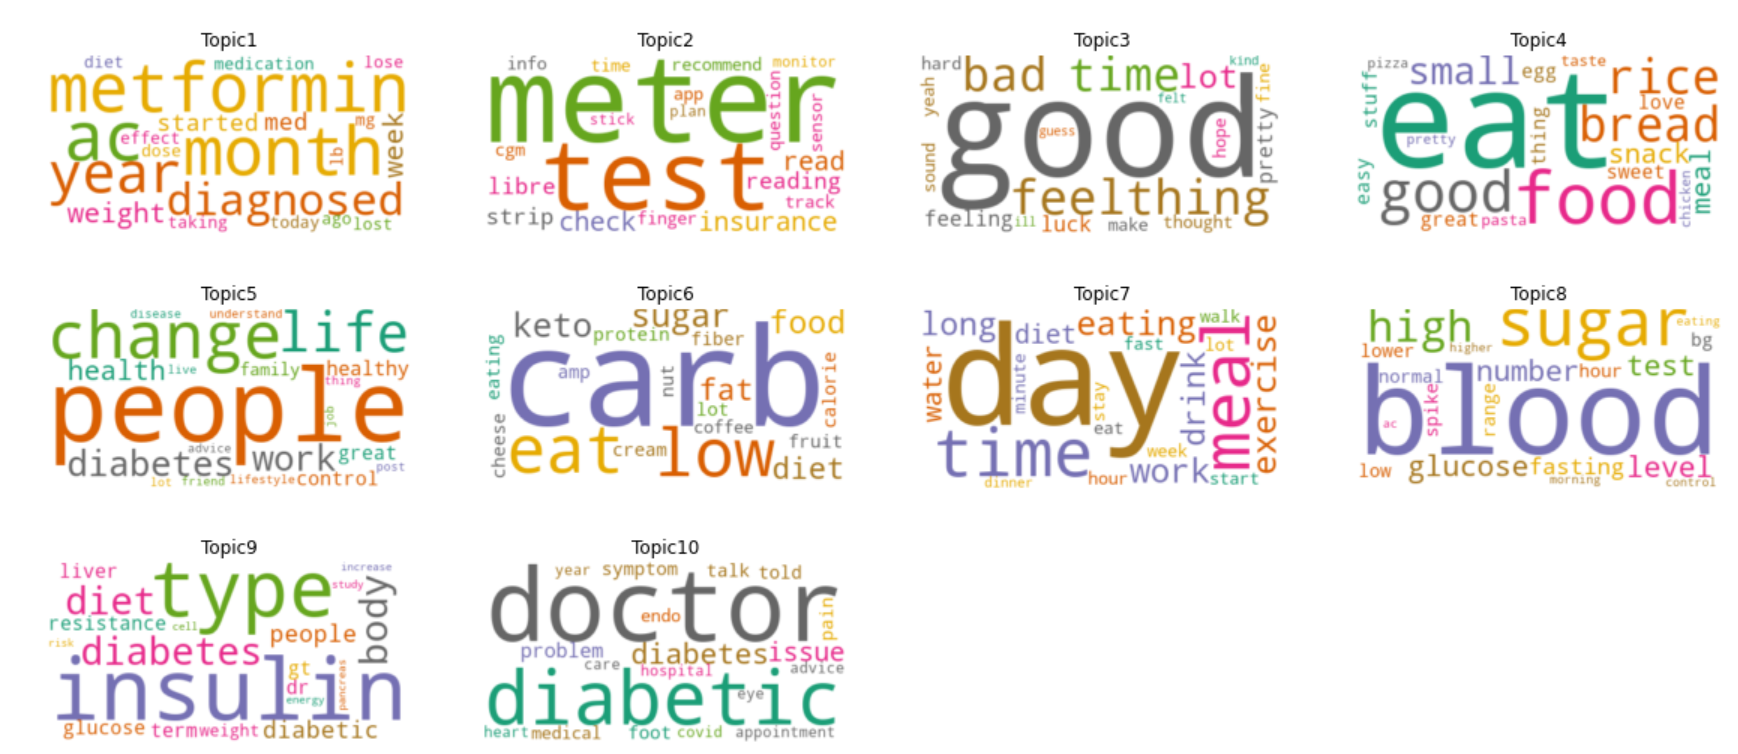 Topic1
diet medication lose
metformin
ac started med mg
effect
dose month lb week
year diagnosed
weight taking today ago lost
Topic2
info time recommend monitor
meter
app
stick plan question sensor
cgm test read
libre reading
track
strip check finger insurance
Topic3
hard bad time lot kind
yeah felt fine
good
guess hope
sound pretty
feel thing
feeling ill luck make thought
Topic4
pizza small egg taste rice
stuff love
eat bread
pretty thing
snack
easy good food sweet meal
great pasta chicken
Topic5
disease understand
change life
health live family healthy
thing
people
job
advice
diabetes work great
post
lot friend lifestyle control
Topic6
keto sugar food
protein fiber
eating carb
amp nut fat calorie
lot
coffee
cheese eat cream low fruit
diet
Topic7
long diet eating walk
fast lot
water day minute drink meal exercise
stay
eat
time week
work
dinner hour start
Topic8
high sugar eating
lower higher bg
normal number hour test
blood
ac spike range
low glucose fasting level
morning control
Topic9
liver type increase
diet study body
resistance cell
risk people
diabetes
insulin gt
dr
energy pancreas
glucose term weight diabetic
Topic10
year symptom talk told
doctor
endo pain
problem diabetes issue
care hospital advice
diabetic
eye
heart medical foot covid appointment